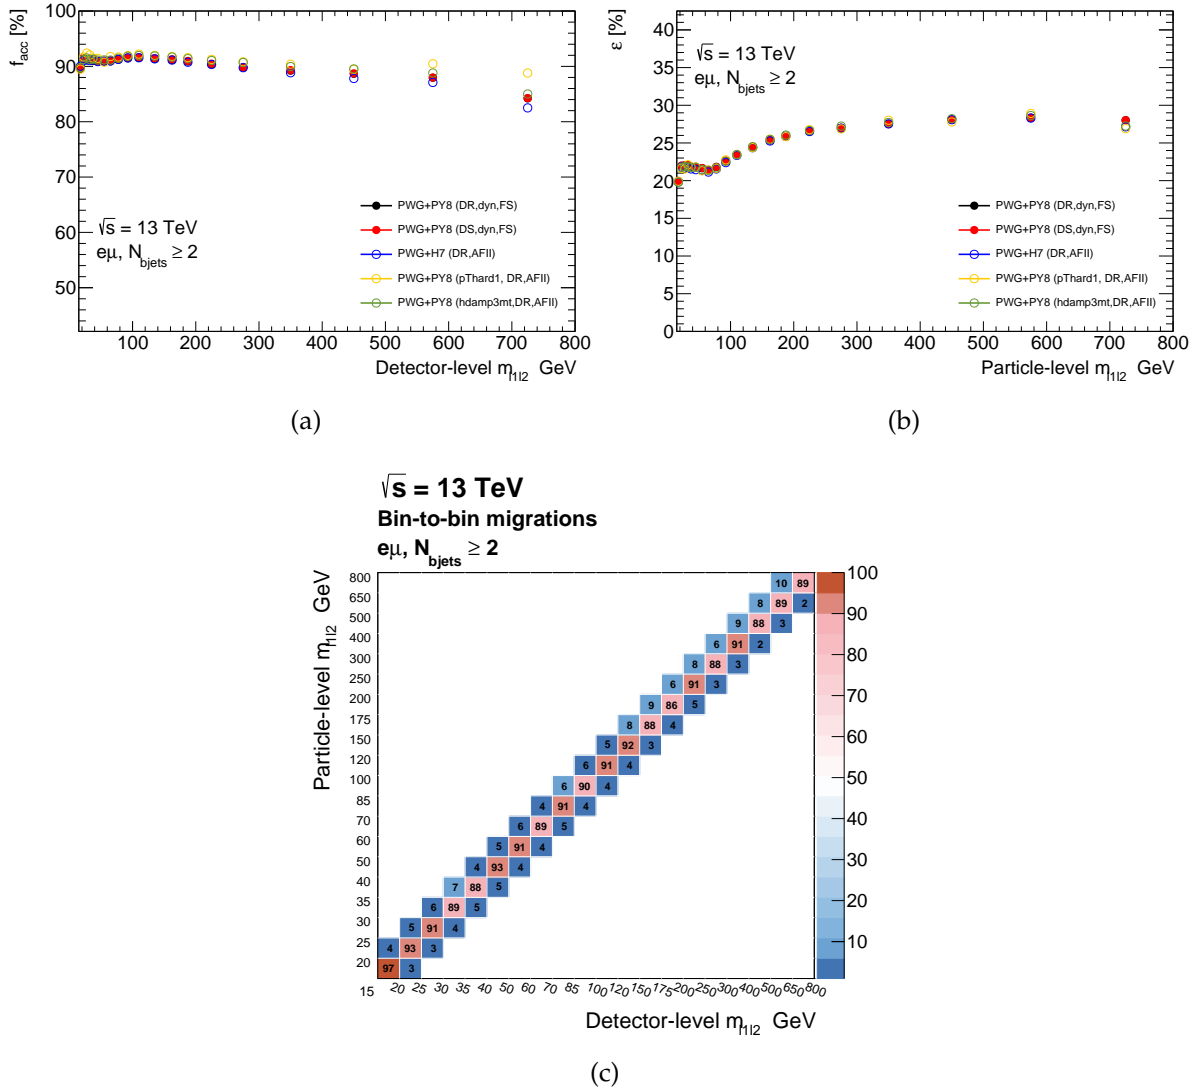 f_acc [%]
100
90
80
70
60
50
√s = 13 TeV
eμ, N_bjets ≥ 2
PWG+PY8 (DR,dyn,FS)
PWG+PY8 (DS,dyn,FS)
PWG+H7 (DR,AFII)
PWG+PY8 (pThard1, DR,AFII)
PWG+PY8 (hdamp3mt,DR,AFII)
100 200 300 400 500 600 700 800
Detector-level m_l1l2 GeV
(a)
ε [%]
40
35
30
25
20
15
10
5
0
√s = 13 TeV
eμ, N_bjets ≥ 2
PWG+PY8 (DR,dyn,FS)
PWG+PY8 (DS,dyn,FS)
PWG+H7 (DR,AFII)
PWG+PY8 (pThard1, DR,AFII)
PWG+PY8 (hdamp3mt,DR,AFII)
100 200 300 400 500 600 700 800
Particle-level m_l1l2 GeV
(b)
√s = 13 TeV
Bin-to-bin migrations
eμ, N_bjets ≥ 2
Particle-level m_l1l2 GeV
800
650
500
400
300
250
200
175
150
120
100
85
70
60
50
40
35
30
25
20
15
10 89
8 89 2
9 88 3
6 91 2
8 88 3
6 91 3
9 86 5
8 88 4
5 92 3
6 91 4
6 90 4
4 91 4
6 89 5
5 91 4
4 93 4
7 88 5
6 89 5
5 91 4
4 93 3
97 3
20 25 30 35 40 50 60 70 85 100 120 150 175 200 250 300 400 500 650 800
Detector-level m_l1l2 GeV
100
90
80
70
60
50
40
30
20
10
(c)